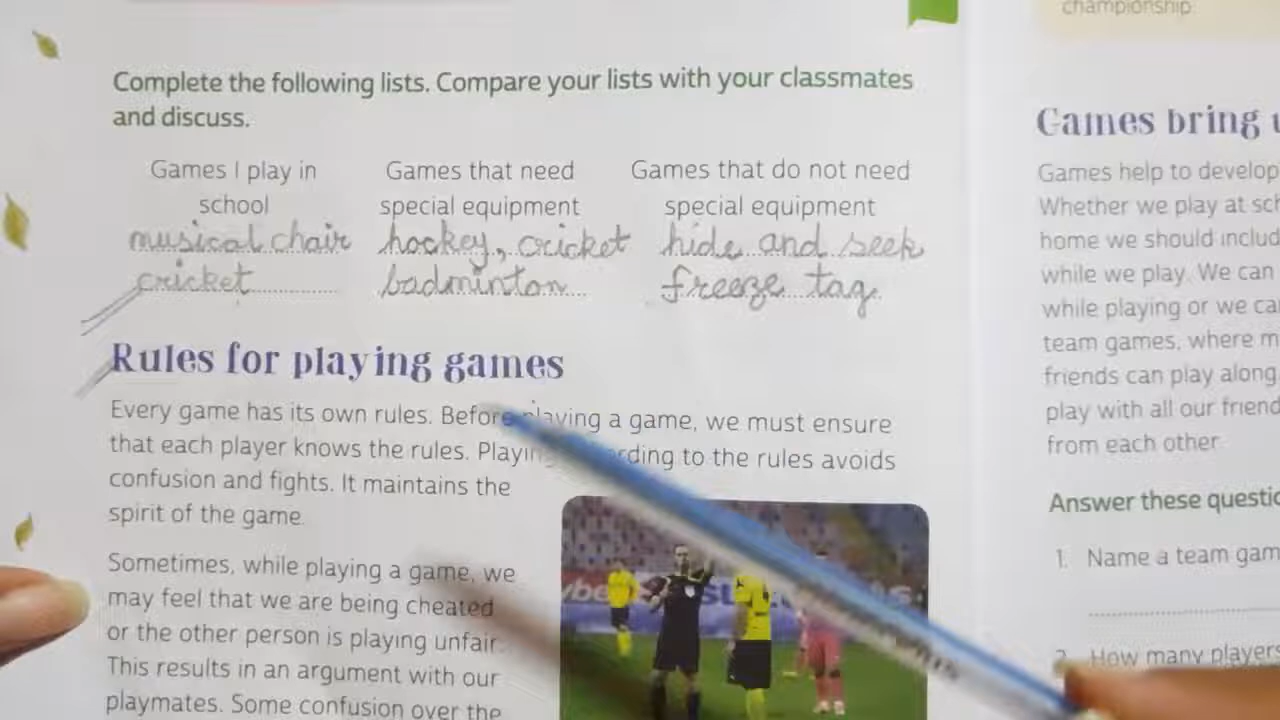 championship.
Complete the following lists. Compare your lists with your classmates
and discuss.
Games I play in
school
musical chair
cricket
Games that need
special equipment
hockey, cricket
badminton
Games that do not need
special equipment
hide and seek
freeze tag
Rules for playing games
Every game has its own rules. Before playing a game, we must ensure
that each player knows the rules. to the rules avoids
confusion and fights. It maintains the
spirit of the game.
Sometimes, while playing a game, we
may feel that we are being cheated
or the other person is playing unfair.
This results in an argument with our
playmates. Some confusion over the
Games bring
Games help to develop
Whether we play at
home we should
while we play. We can
while playing or we
team games, where
friends can play along.
play with all our
from each other.
Answer these
1. Name a team
2. How many players